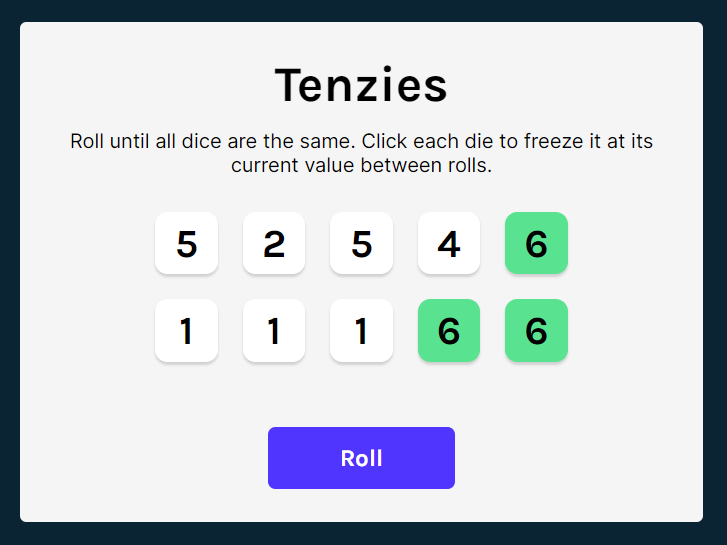 Tenzies
Roll until all dice are the same. Click each die to freeze it at its
current value between rolls.
5 2 5 4 6
1 1 1 6 6
Roll